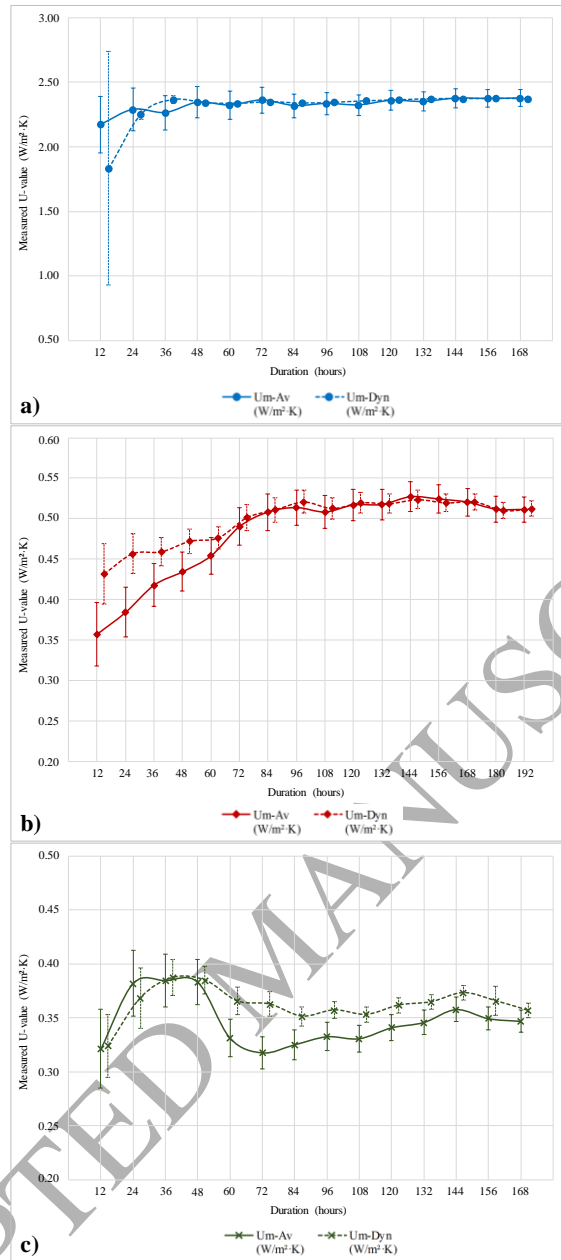 3.00
2.50
2.00
1.50
1.00
0.50
Measured U-value (W/m²·K)
12 24 36 48 60 72 84 96 108 120 132 144 156 168
Duration (hours)
Um-Av (W/m²·K)
Um-Dyn (W/m²·K)
a)
0.60
0.55
0.50
0.45
0.40
0.35
0.30
0.25
0.20
Measured U-value (W/m²·K)
12 24 36 48 60 72 84 96 108 120 132 144 156 168 180 192
Duration (hours)
Um-Av (W/m²·K)
Um-Dyn (W/m²·K)
b)
0.50
0.45
0.40
0.35
0.30
0.25
0.20
Measured U-value (W/m²·K)
12 24 36 48 60 72 84 96 108 120 132 144 156 168
Duration (hours)
Um-Av (W/m²·K)
Um-Dyn (W/m²·K)
c)
PTED MANUSC